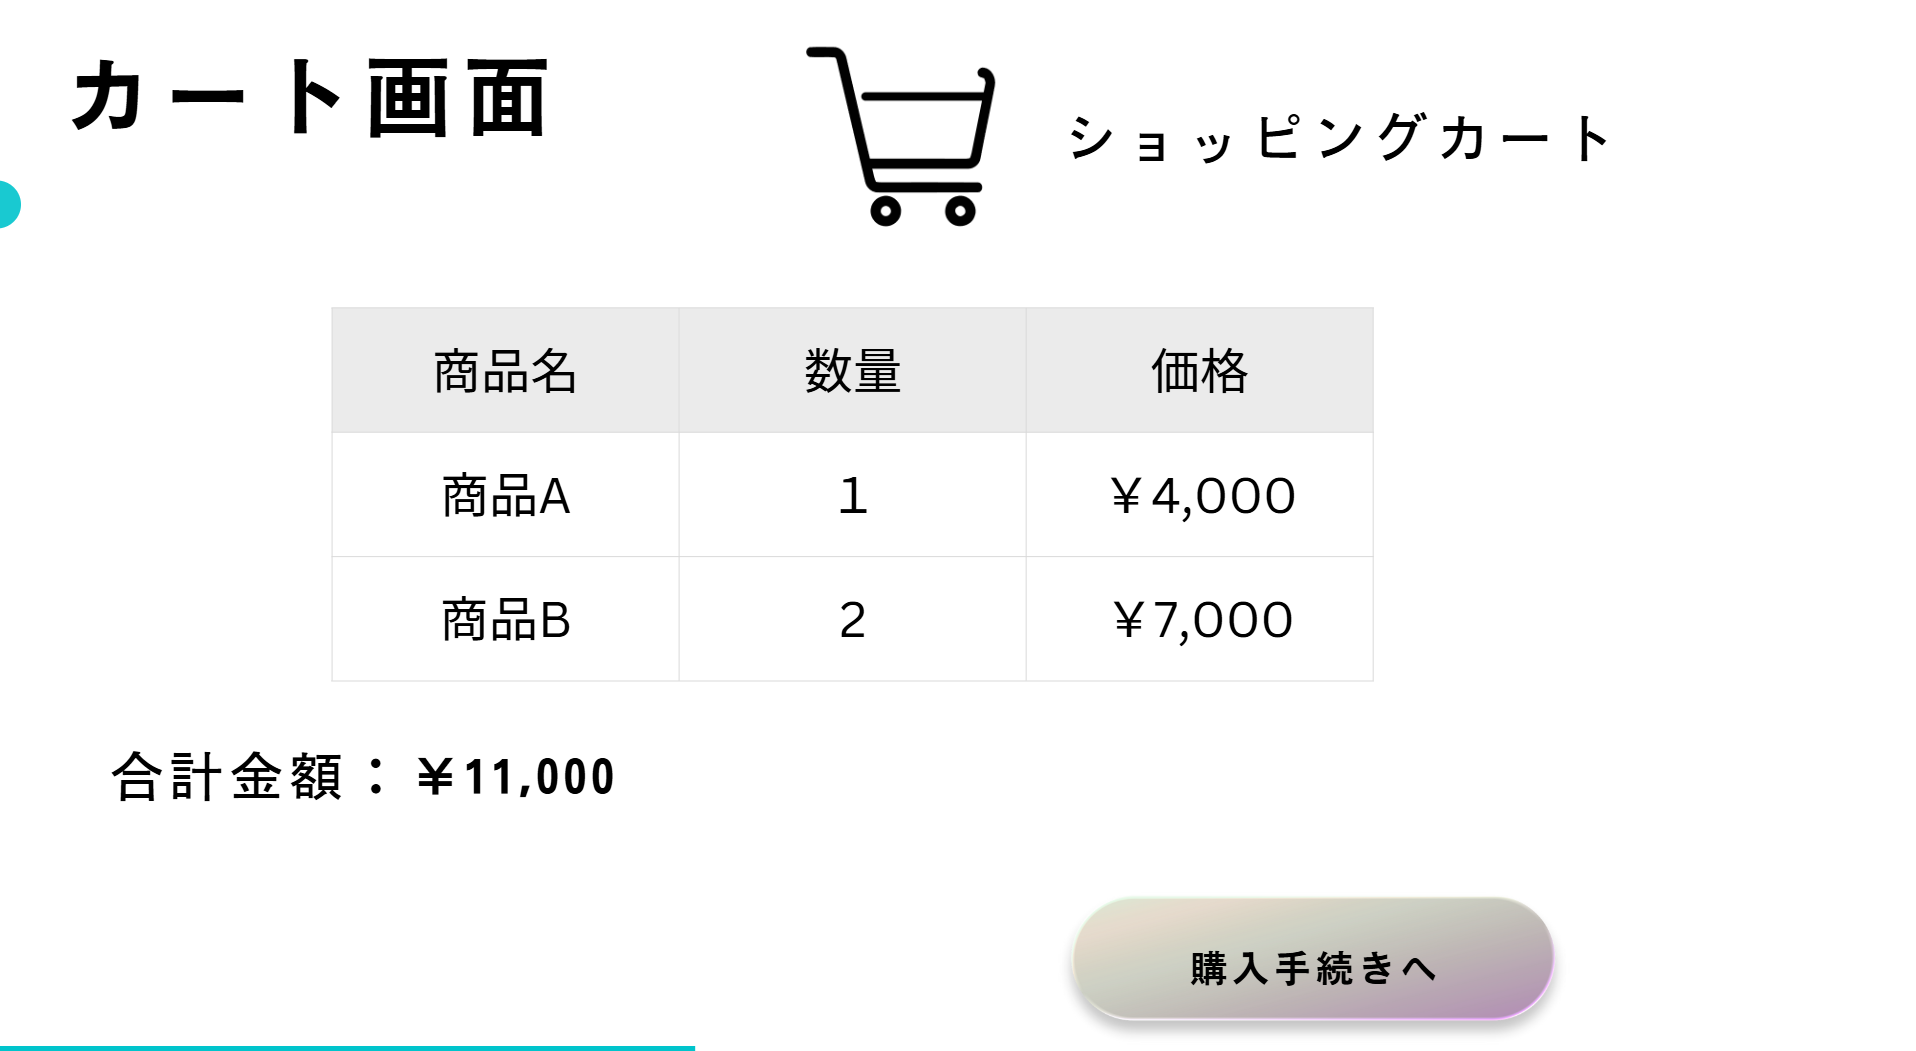 カート画面
ショッピングカート
商品名 数量 価格
商品A 1 ￥4,000
商品B 2 ￥7,000
合計金額：￥11,000
購入手続きへ